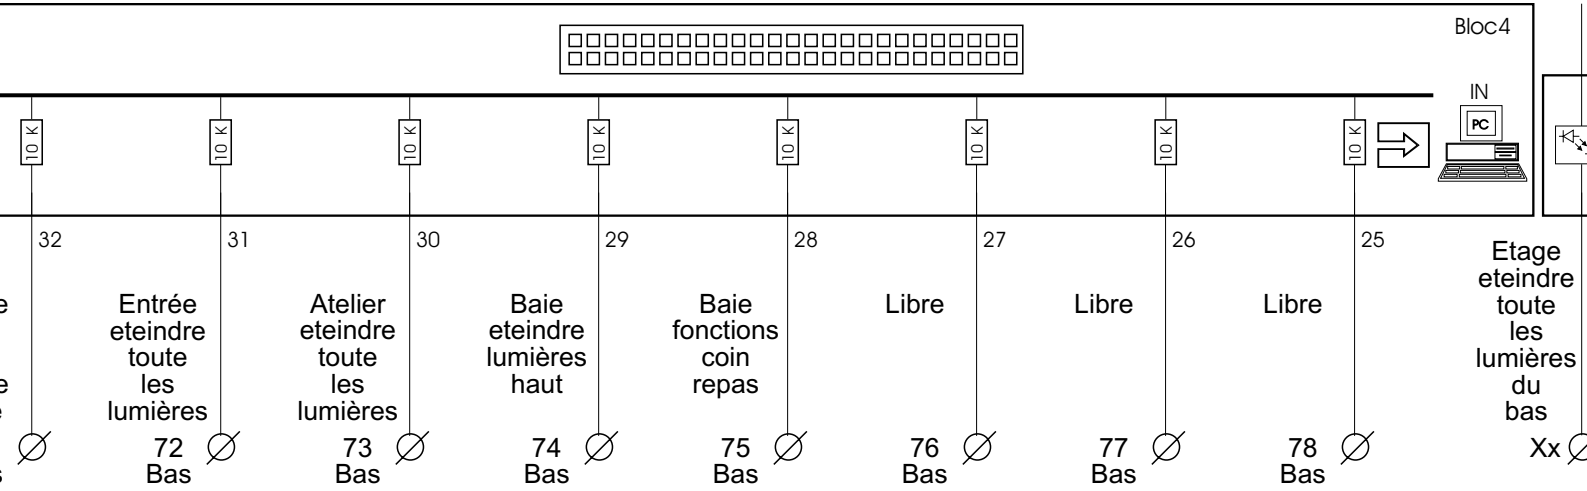 Bloc4
IN
PC
10 K
10 K
10 K
10 K
10 K
10 K
10 K
10 K
32
31
30
29
28
27
26
25
Entrée
eteindre
toute
les
lumières
72
Bas
Atelier
eteindre
toute
les
lumières
73
Bas
Baie
eteindre
lumières
haut
74
Bas
Baie
fonctions
coin
repas
75
Bas
Libre
76
Bas
Libre
77
Bas
Libre
78
Bas
Etage
eteindre
toute
les
lumières
du
bas
Xx